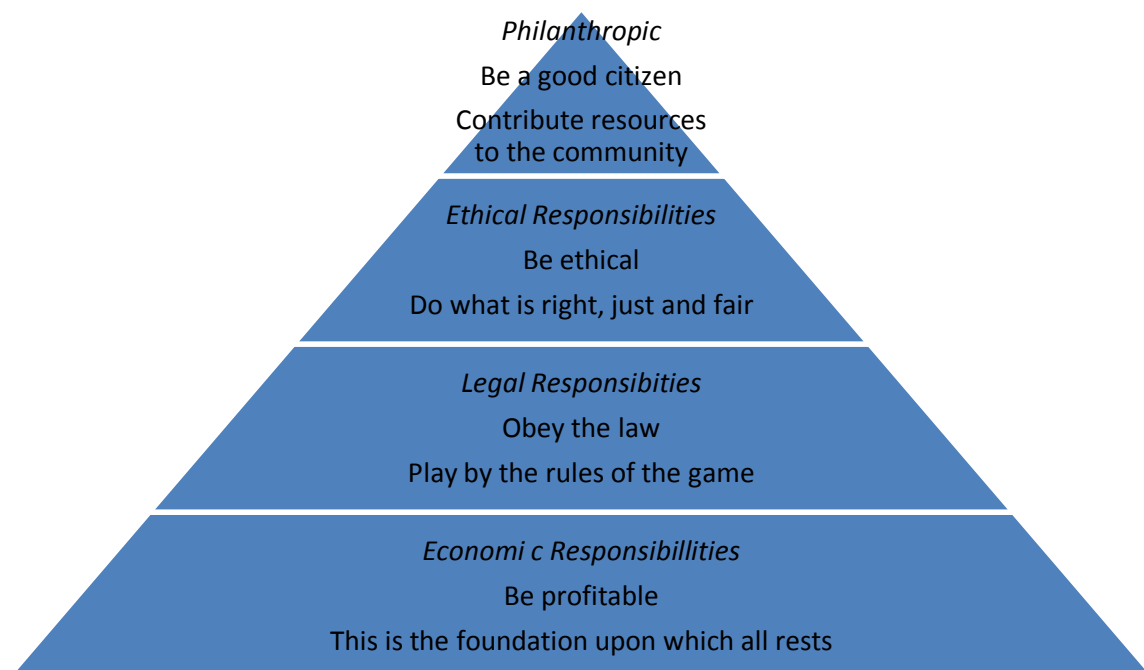 Philanthropic
Be a good citizen
Contribute resources
to the community
Ethical Responsibilities
Be ethical
Do what is right, just and fair
Legal Responsibities
Obey the law
Play by the rules of the game
Economi c Responsibillities
Be profitable
This is the foundation upon which all rests